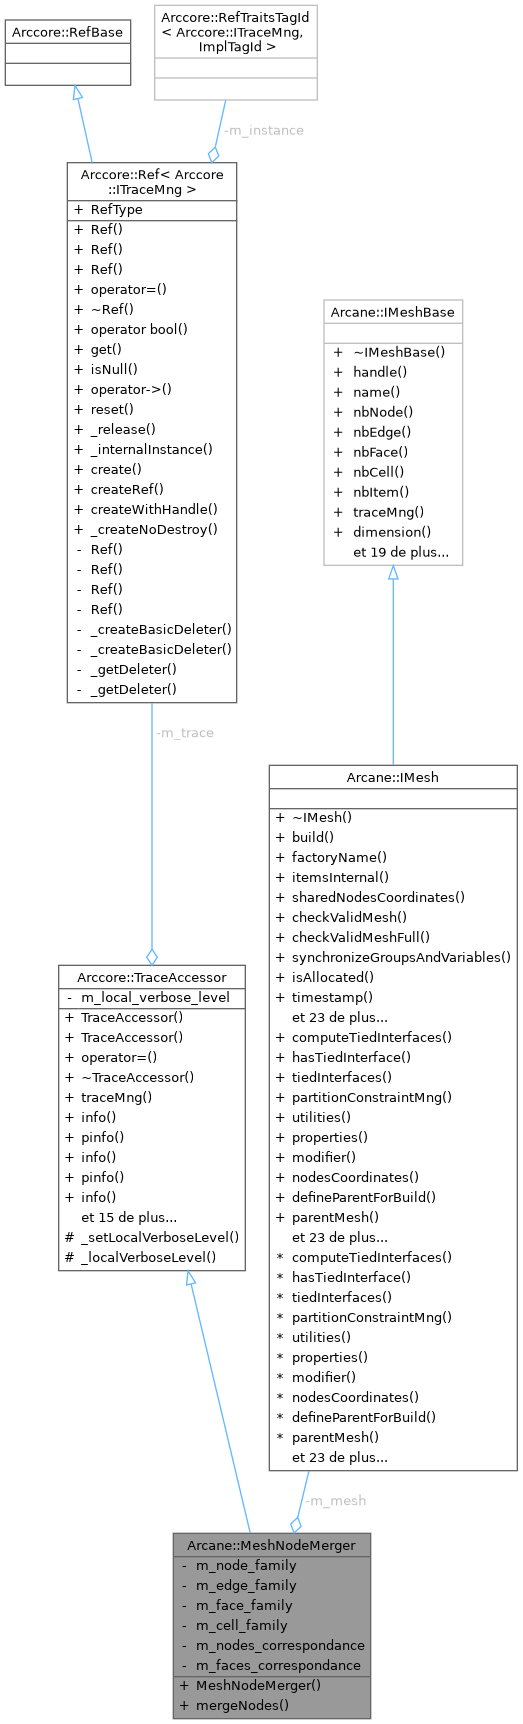 Arccore::RefBase
Arccore::RefTraitsTagId
< Arccore::ITraceMng,
ImplTagId >
-m_instance
Arccore::Ref< Arccore
::ITraceMng >
+ RefType
+ Ref()
+ Ref()
+ Ref()
+ operator=()
+ ~Ref()
+ operator bool()
+ get()
+ isNull()
+ operator->()
+ reset()
+ _release()
+ _internalInstance()
+ create()
+ createRef()
+ createWithHandle()
+ _createNoDestroy()
- Ref()
- Ref()
- Ref()
- Ref()
- _createBasicDeleter()
- _createBasicDeleter()
- _getDeleter()
- _getDeleter()
Arcane::IMeshBase
+ ~IMeshBase()
+ handle()
+ name()
+ nbNode()
+ nbEdge()
+ nbFace()
+ nbCell()
+ nbItem()
+ traceMng()
+ dimension()
et 19 de plus...
-m_trace
Arcane::IMesh
+ ~IMesh()
+ build()
+ factoryName()
+ itemsInternal()
+ sharedNodesCoordinates()
+ checkValidMesh()
+ checkValidMeshFull()
+ synchronizeGroupsAndVariables()
+ isAllocated()
+ timestamp()
et 23 de plus...
+ computeTiedInterfaces()
+ hasTiedInterface()
+ tiedInterfaces()
+ partitionConstraintMng()
+ utilities()
+ properties()
+ modifier()
+ nodesCoordinates()
+ defineParentForBuild()
+ parentMesh()
et 23 de plus...
* computeTiedInterfaces()
* hasTiedInterface()
* tiedInterfaces()
* partitionConstraintMng()
* utilities()
* properties()
* modifier()
* nodesCoordinates()
* defineParentForBuild()
* parentMesh()
et 23 de plus...
Arccore::TraceAccessor
- m_local_verbose_level
+ TraceAccessor()
+ TraceAccessor()
+ operator=()
+ ~TraceAccessor()
+ traceMng()
+ info()
+ pinfo()
+ info()
+ pinfo()
+ info()
et 15 de plus...
# _setLocalVerboseLevel()
# _localVerboseLevel()
-m_mesh
Arcane::MeshNodeMerger
- m_node_family
- m_edge_family
- m_face_family
- m_cell_family
- m_nodes_correspondance
- m_faces_correspondance
+ MeshNodeMerger()
+ mergeNodes()